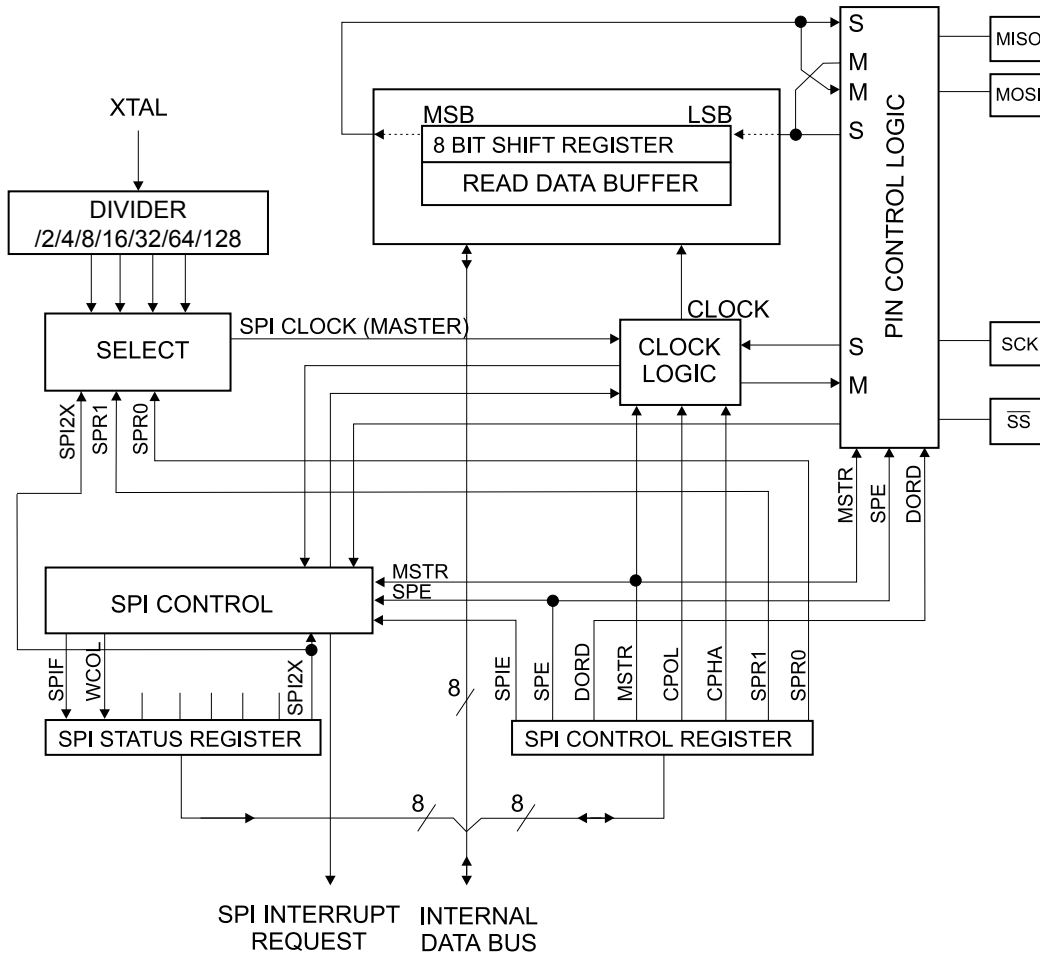 S
MISO
M
XTAL
MSB
LSB
M
MOSI
S
8 BIT SHIFT REGISTER
READ DATA BUFFER
DIVIDER
/2/4/8/16/32/64/128
PIN CONTROL LOGIC
SPI CLOCK (MASTER)
CLOCK
SELECT
CLOCK
LOGIC
S
SCK
M
SPI2X
SPR1
SPR0
SS
MSTR
SPE
DORD
MSTR
SPE
SPI CONTROL
SPIF
WCOL
SPI2X
SPIE
SPE
DORD
MSTR
CPOL
CPHA
SPR1
SPR0
8
SPI STATUS REGISTER
SPI CONTROL REGISTER
8
8
SPI INTERRUPT
REQUEST
INTERNAL
DATA BUS